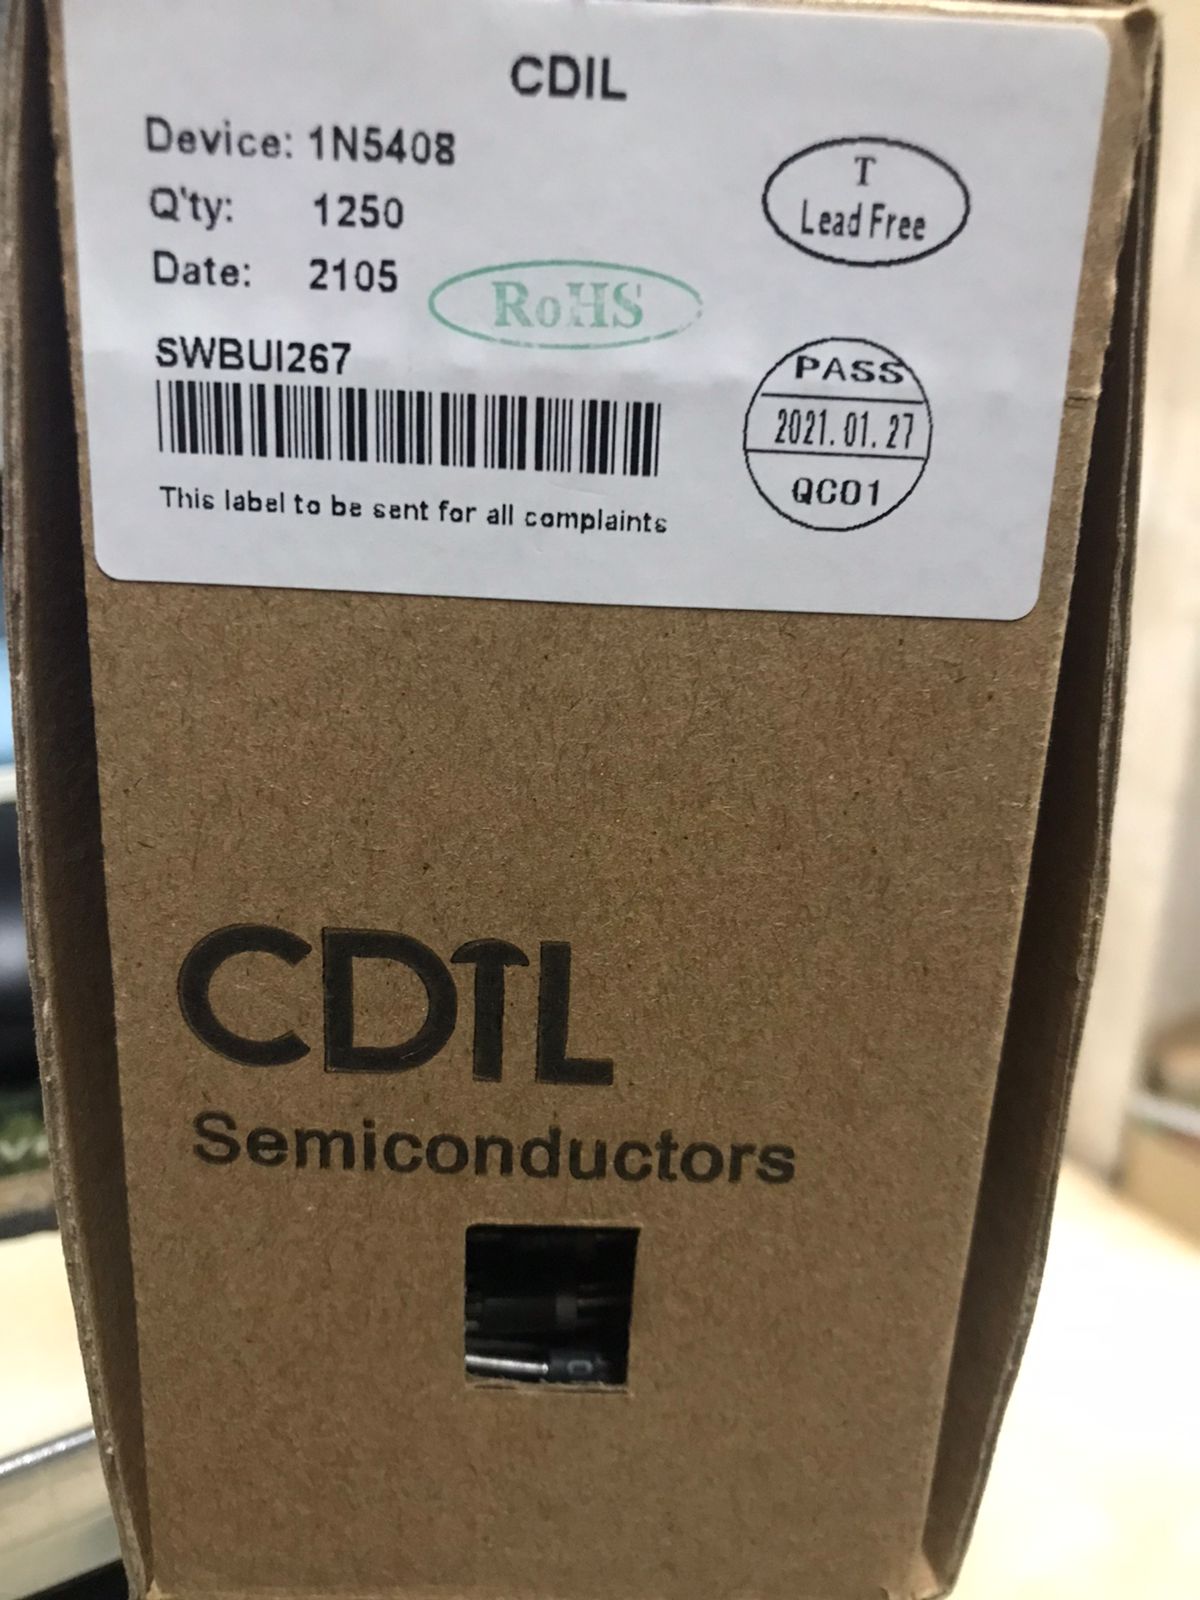 CDIL
Device: 1N5408
Q'ty: 1250
Date: 2105
RoHS
T
Lead Free
SWBUI267
PASS
2021.01.27
QC01
This label to be sent for all complaints
CDIL
Semiconductors